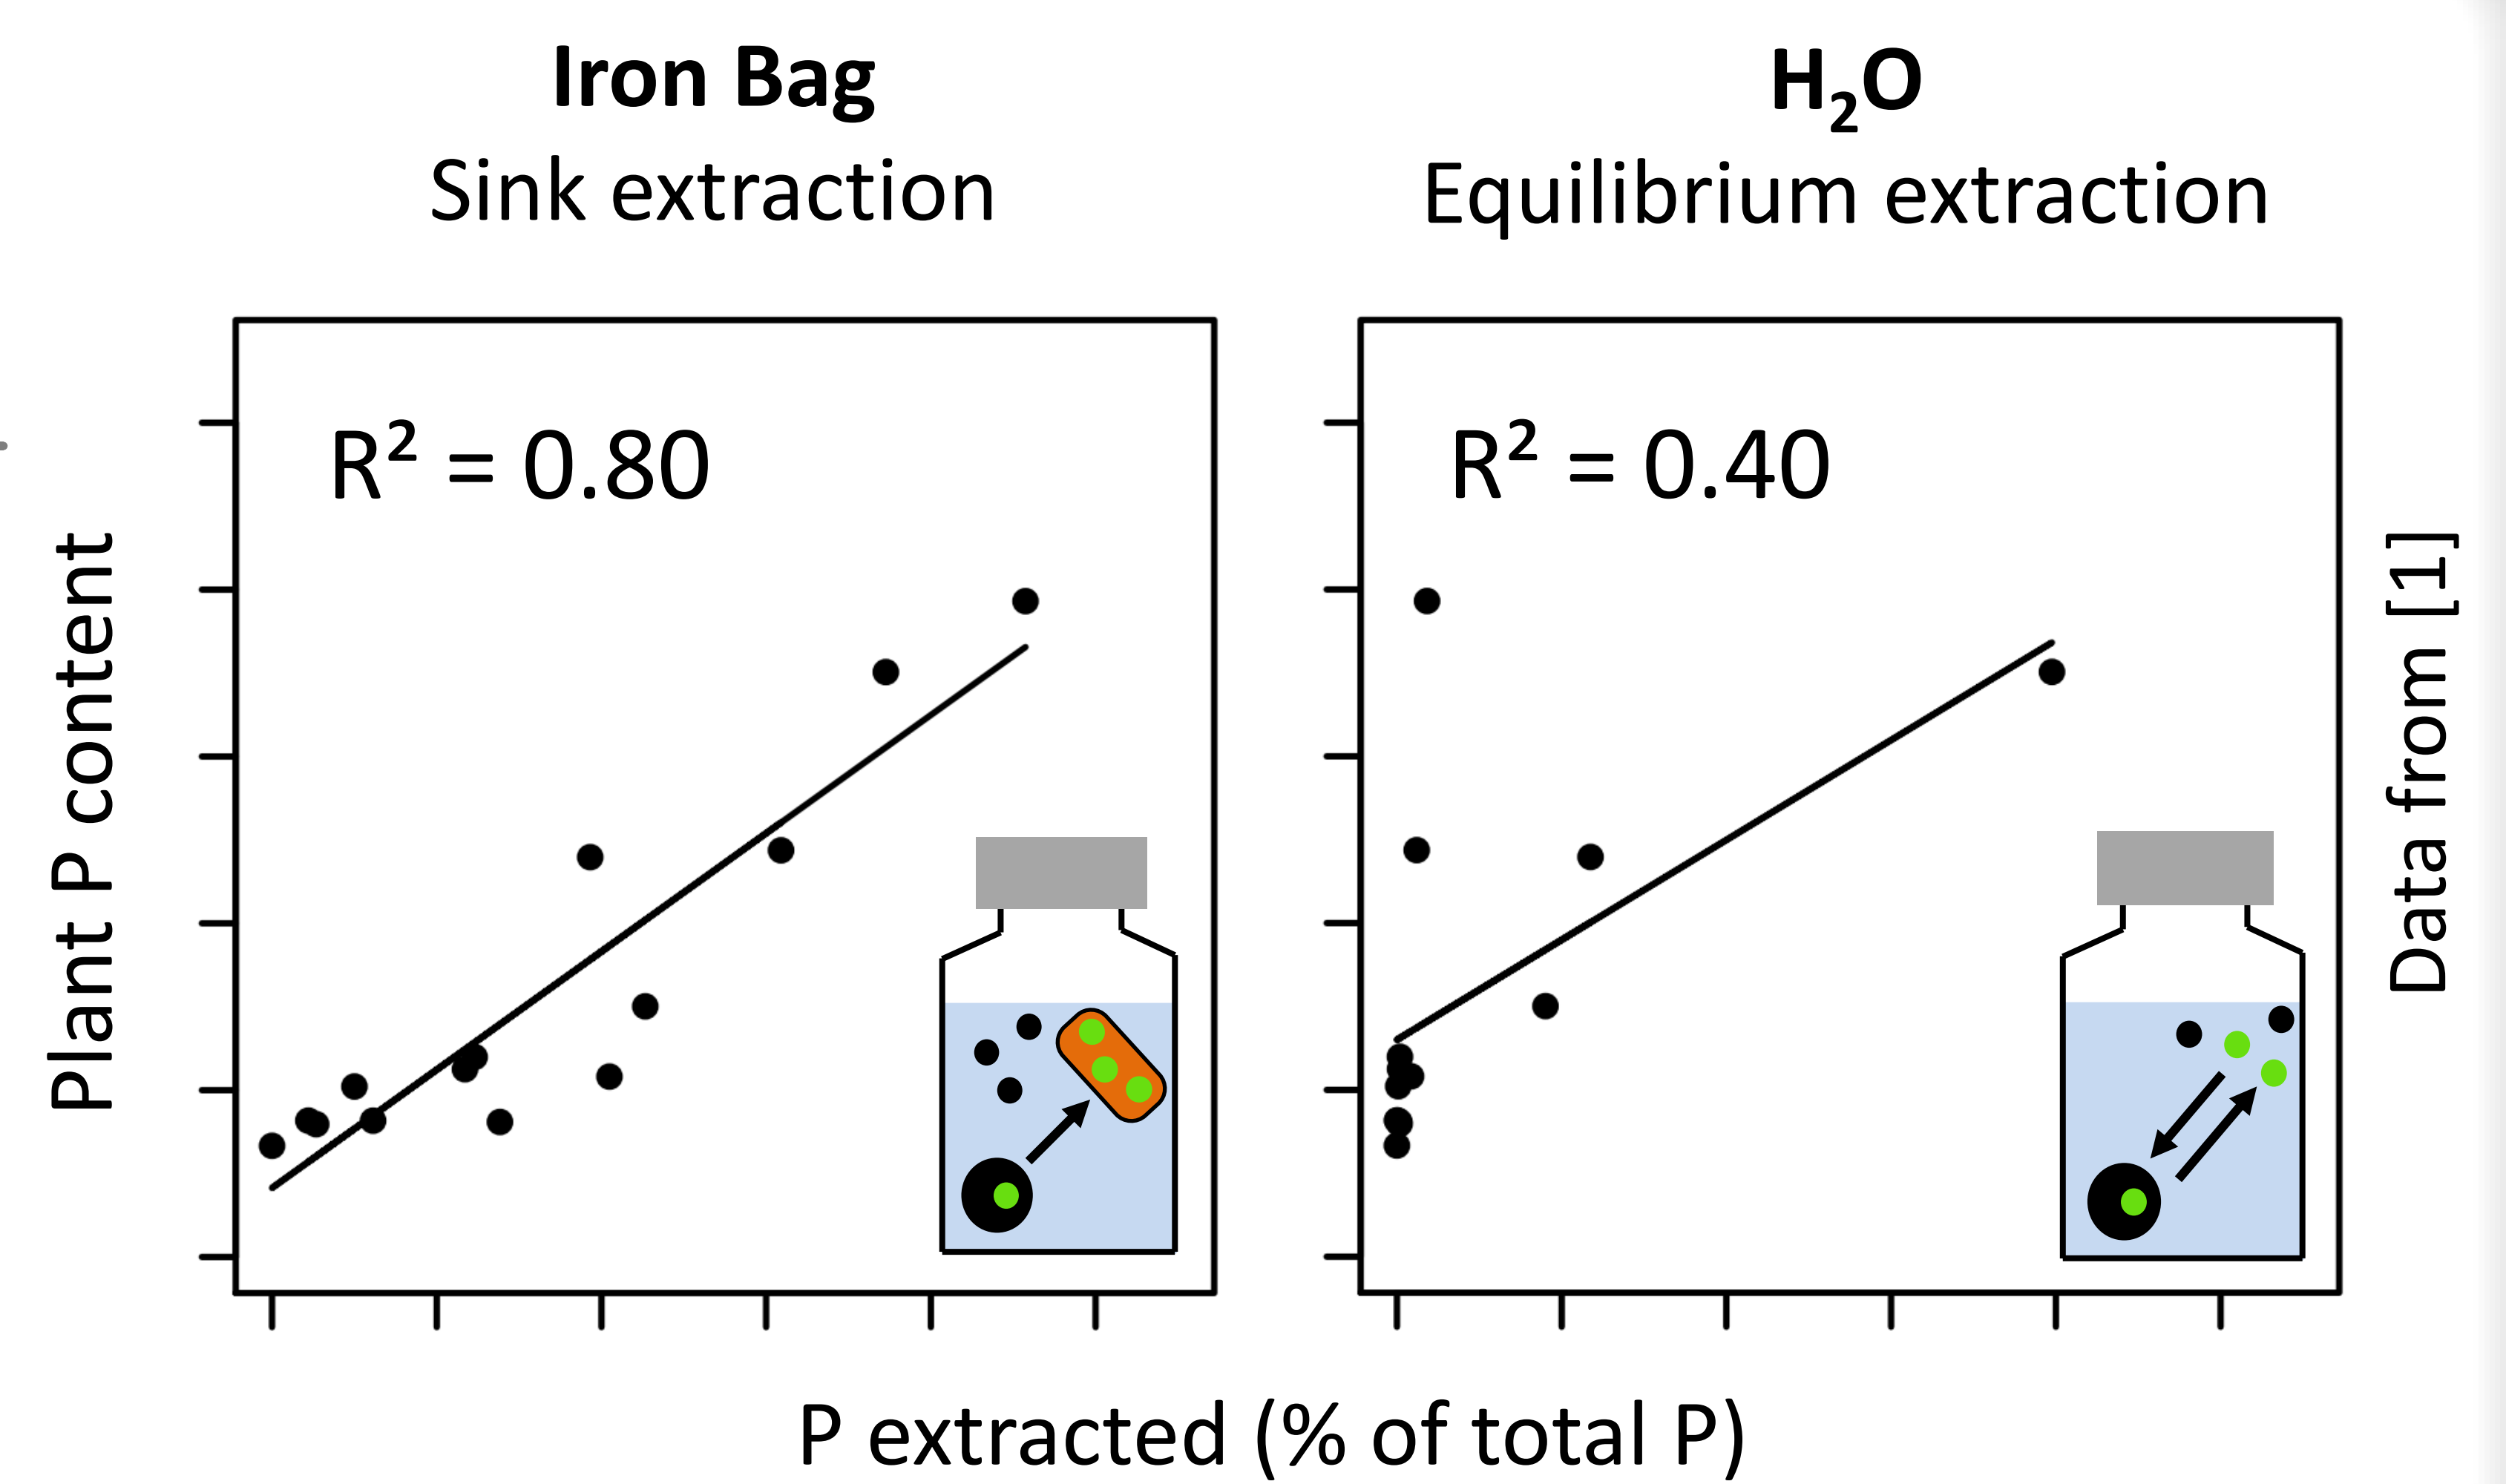 Iron Bag
Sink extraction
H₂O
Equilibrium extraction
R² = 0.80
R² = 0.40
Plant P content
Data from [1]
P extracted (% of total P)